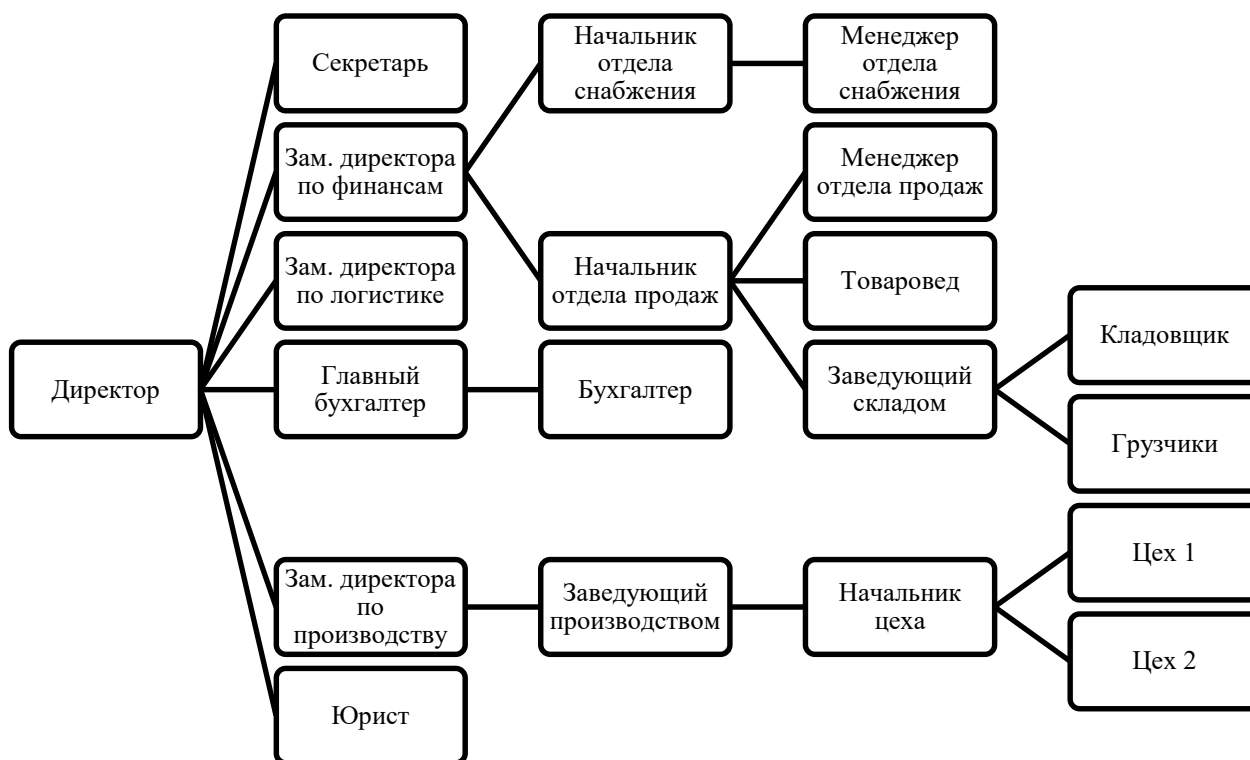 Секретарь
Начальник
отдела
снабжения
Менеджер
отдела
снабжения
Зам. директора
по финансам
Менеджер
отдела продаж
Зам. директора
по логистике
Начальник
отдела продаж
Товаровед
Кладовщик
Директор
Главный
бухгалтер
Бухгалтер
Заведующий
складом
Грузчики
Цех 1
Зам. директора
по
производству
Заведующий
производством
Начальник
цеха
Цех 2
Юрист